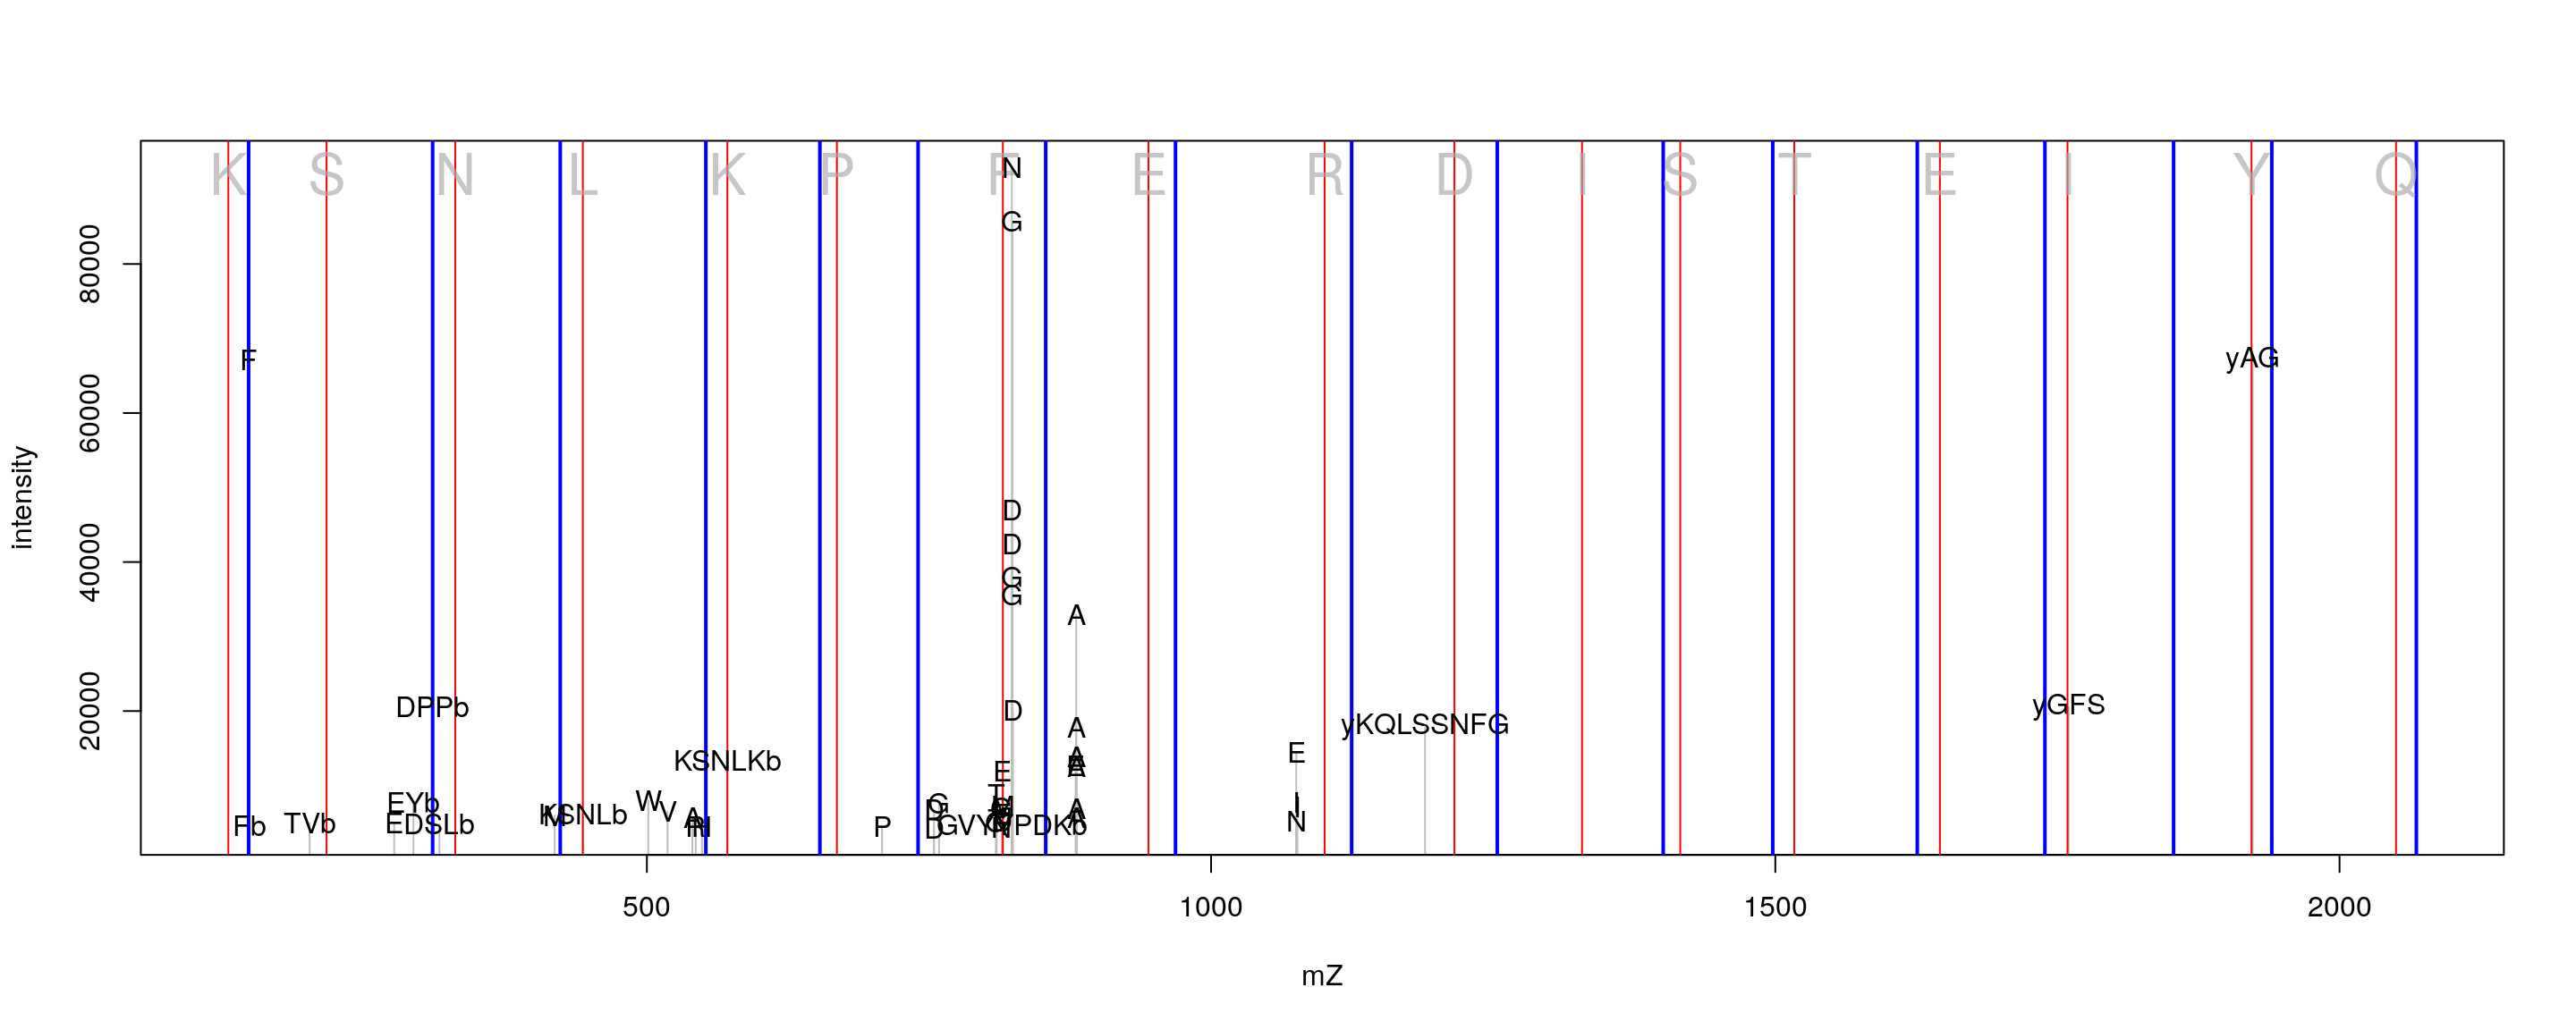 K S N L K P F E R D I S T E I Y Q
N
G
80000
F
yAG
60000
D
D
40000
G
G
A
DPPb
D
yGFS
20000
A
yKQLSSNFG
E
KSNLKb
A
E
A
EYb
W
V
T
G
I
A
Fb
TVb
EDSLb
KSNLb
M
A
P
D
D
N
500
1000
1500
2000
intensity
mZ